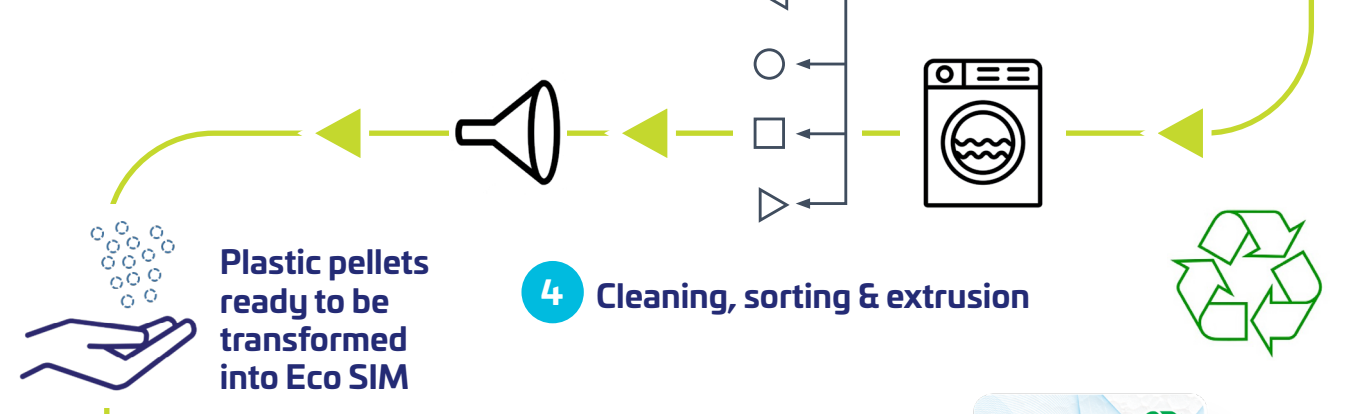 Plastic pellets
ready to be
transformed
into Eco SIM
4 Cleaning, sorting & extrusion